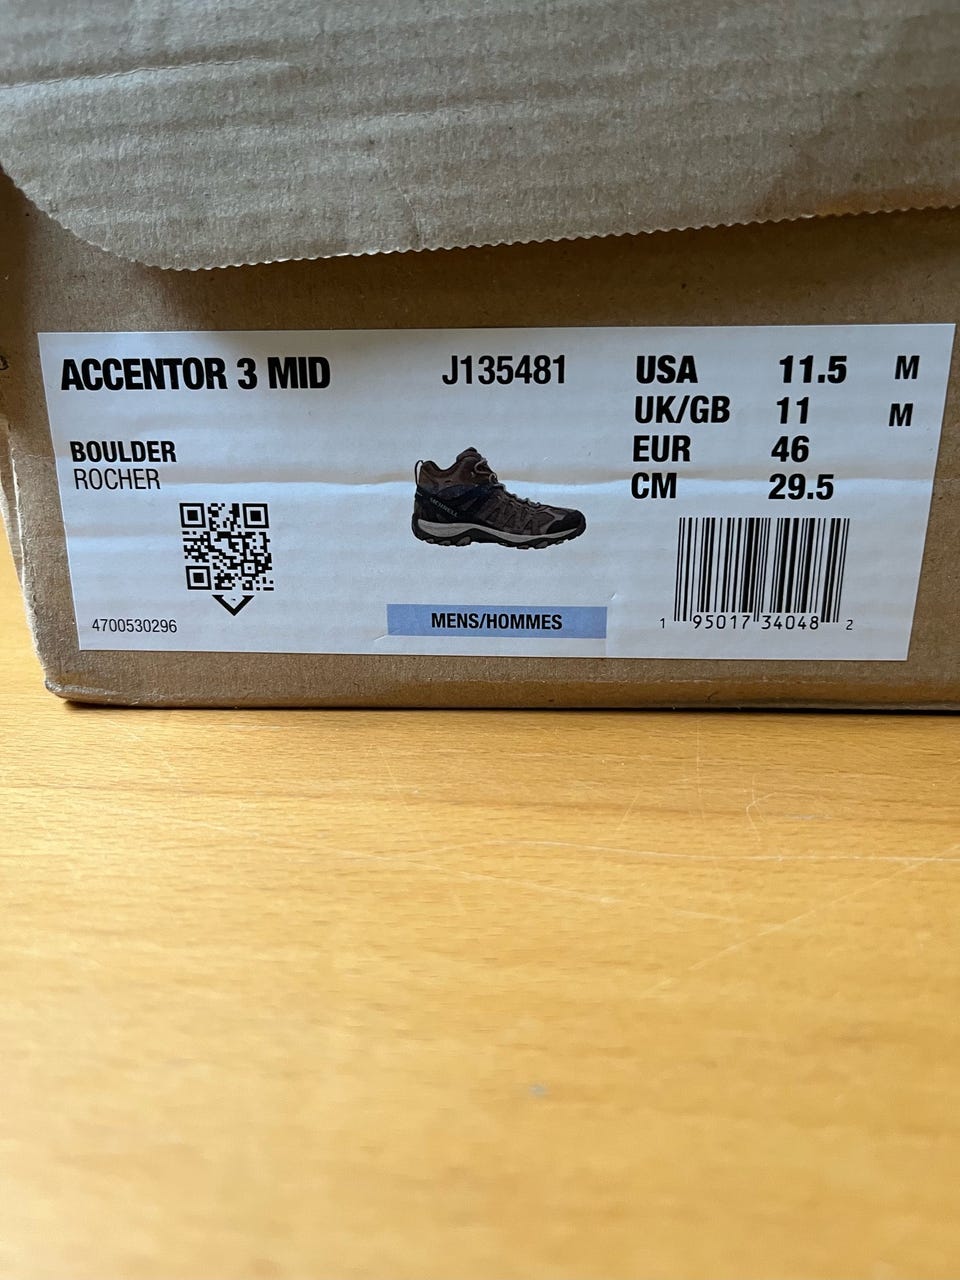 ACCENTOR 3 MID
J135481
BOULDER
ROCHER
4700530296
MERRELL
MENS/HOMMES
USA 11.5 M
UK/GB 11 M
EUR 46
CM 29.5
1 95017 34048 2